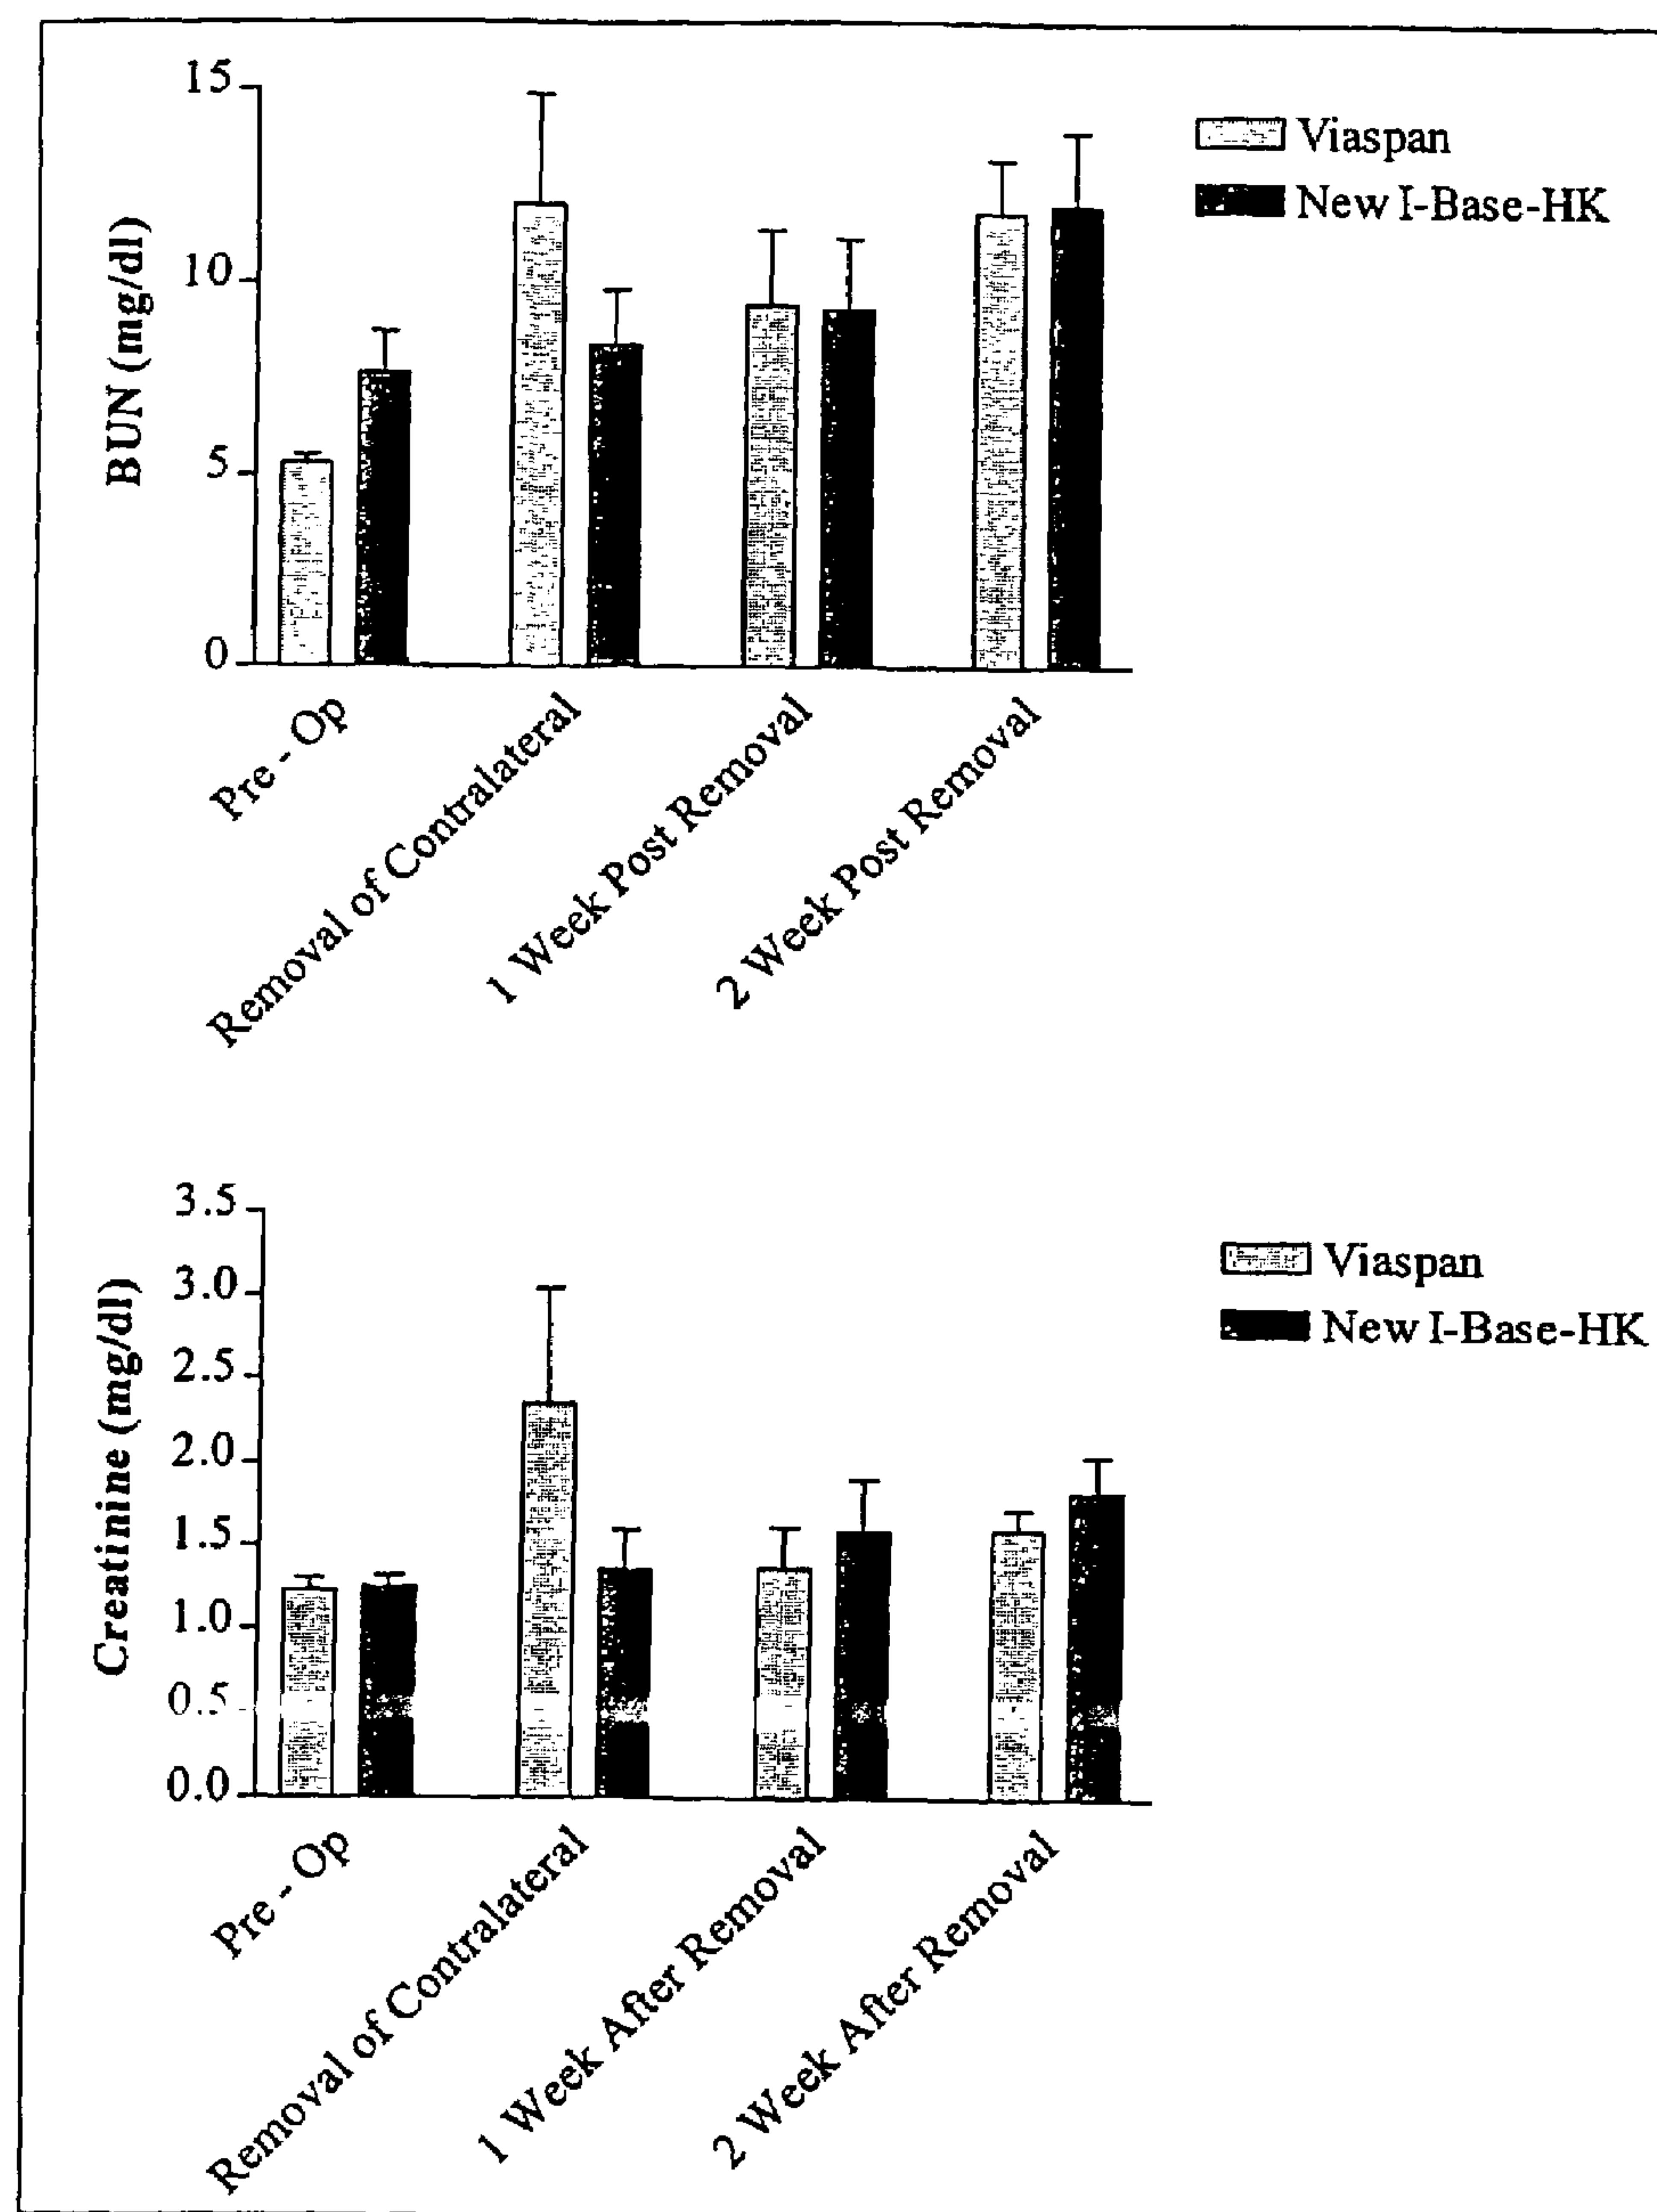 15
10
5
0
BUN (mg/dl)
Viaspan
New I-Base-HK
Pre - Op
Removal of Contralateral
1 Week Post Removal
2 Week Post Removal
3.5
3.0
2.5
2.0
1.5
1.0
0.5
0.0
Creatinine (mg/dl)
Viaspan
New I-Base-HK
Pre - Op
Removal of Contralateral
1 Week After Removal
2 Week After Removal